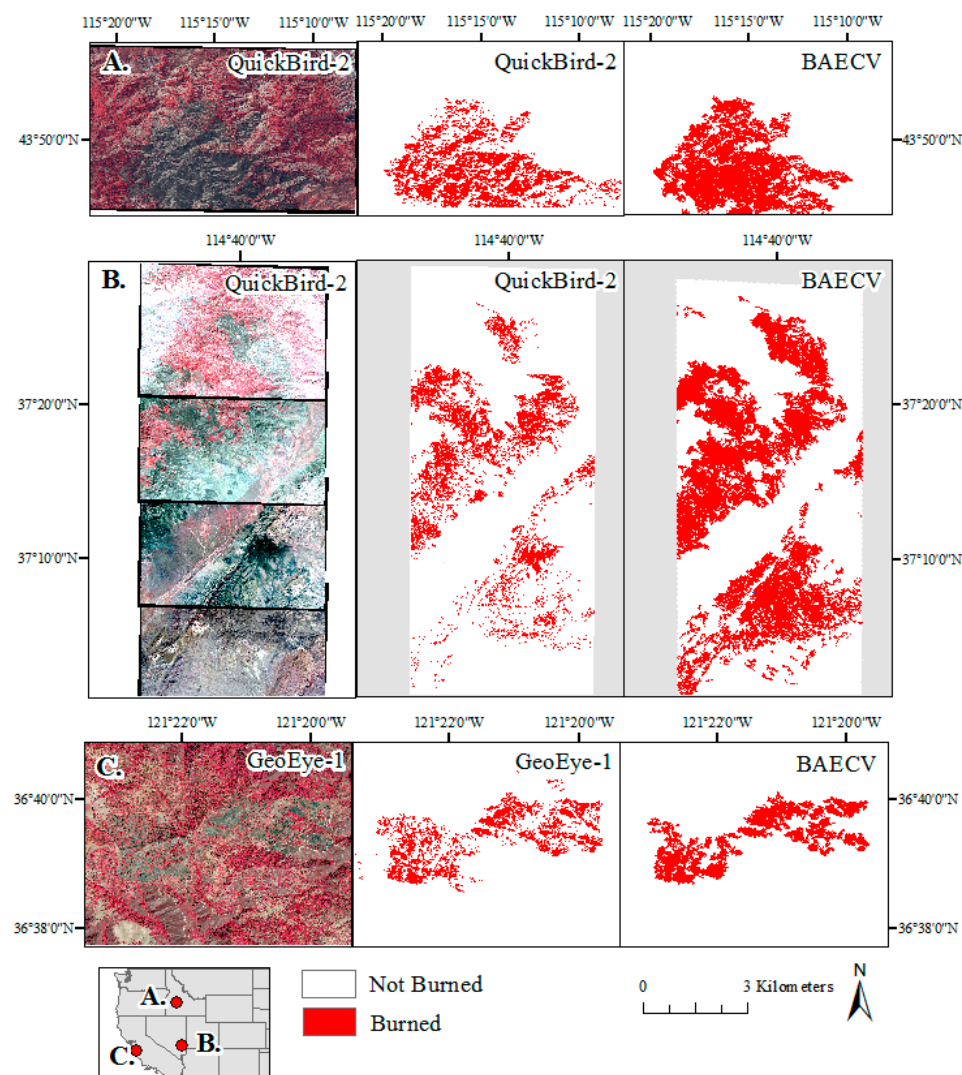 115°20'0"W 115°15'0"W 115°10'0"W 115°20'0"W 115°15'0"W 115°10'0"W 115°20'0"W 115°15'0"W 115°10'0"W
A. QuickBird-2 QuickBird-2 BAECV
43°50'0"N 43°50'0"N
114°40'0"W 114°40'0"W 114°40'0"W
B. QuickBird-2 QuickBird-2 BAECV
37°20'0"N 37°20'0"N
37°10'0"N 37°10'0"N
121°22'0"W 121°20'0"W 121°22'0"W 121°20'0"W 121°22'0"W 121°20'0"W
C. GeoEye-1 GeoEye-1 BAECV
36°40'0"N 36°40'0"N
36°38'0"N 36°38'0"N
A.
B.
C.
Not Burned
Burned
0 3 Kilometers
N